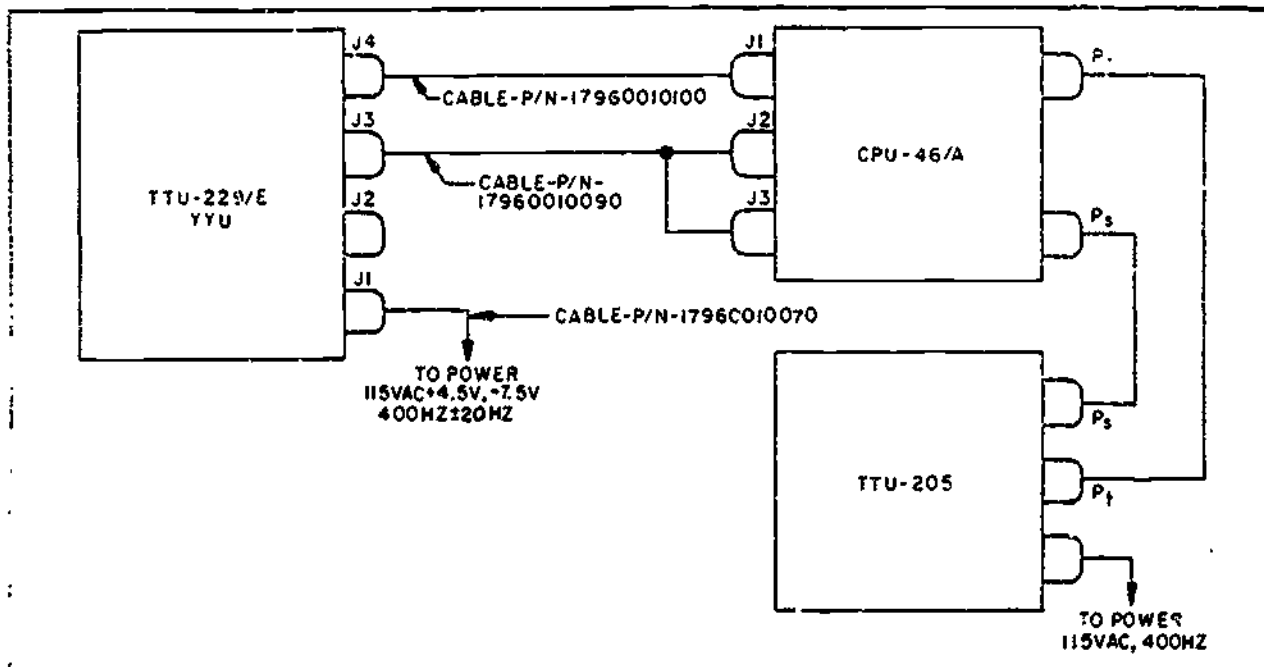 J4
J3
J2
J1
TTU-229/E
YYU
CABLE-P/N-17960010100
CABLE-P/N-
17960010090
CABLE-P/N-1796C010070
TO POWER
115VAC+4.5V,-7.5V
400HZ±20HZ
J1
J2
J3
CPU-46/A
P.
Ps
Ps
Pt
TTU-205
TO POWER
115VAC, 400HZ